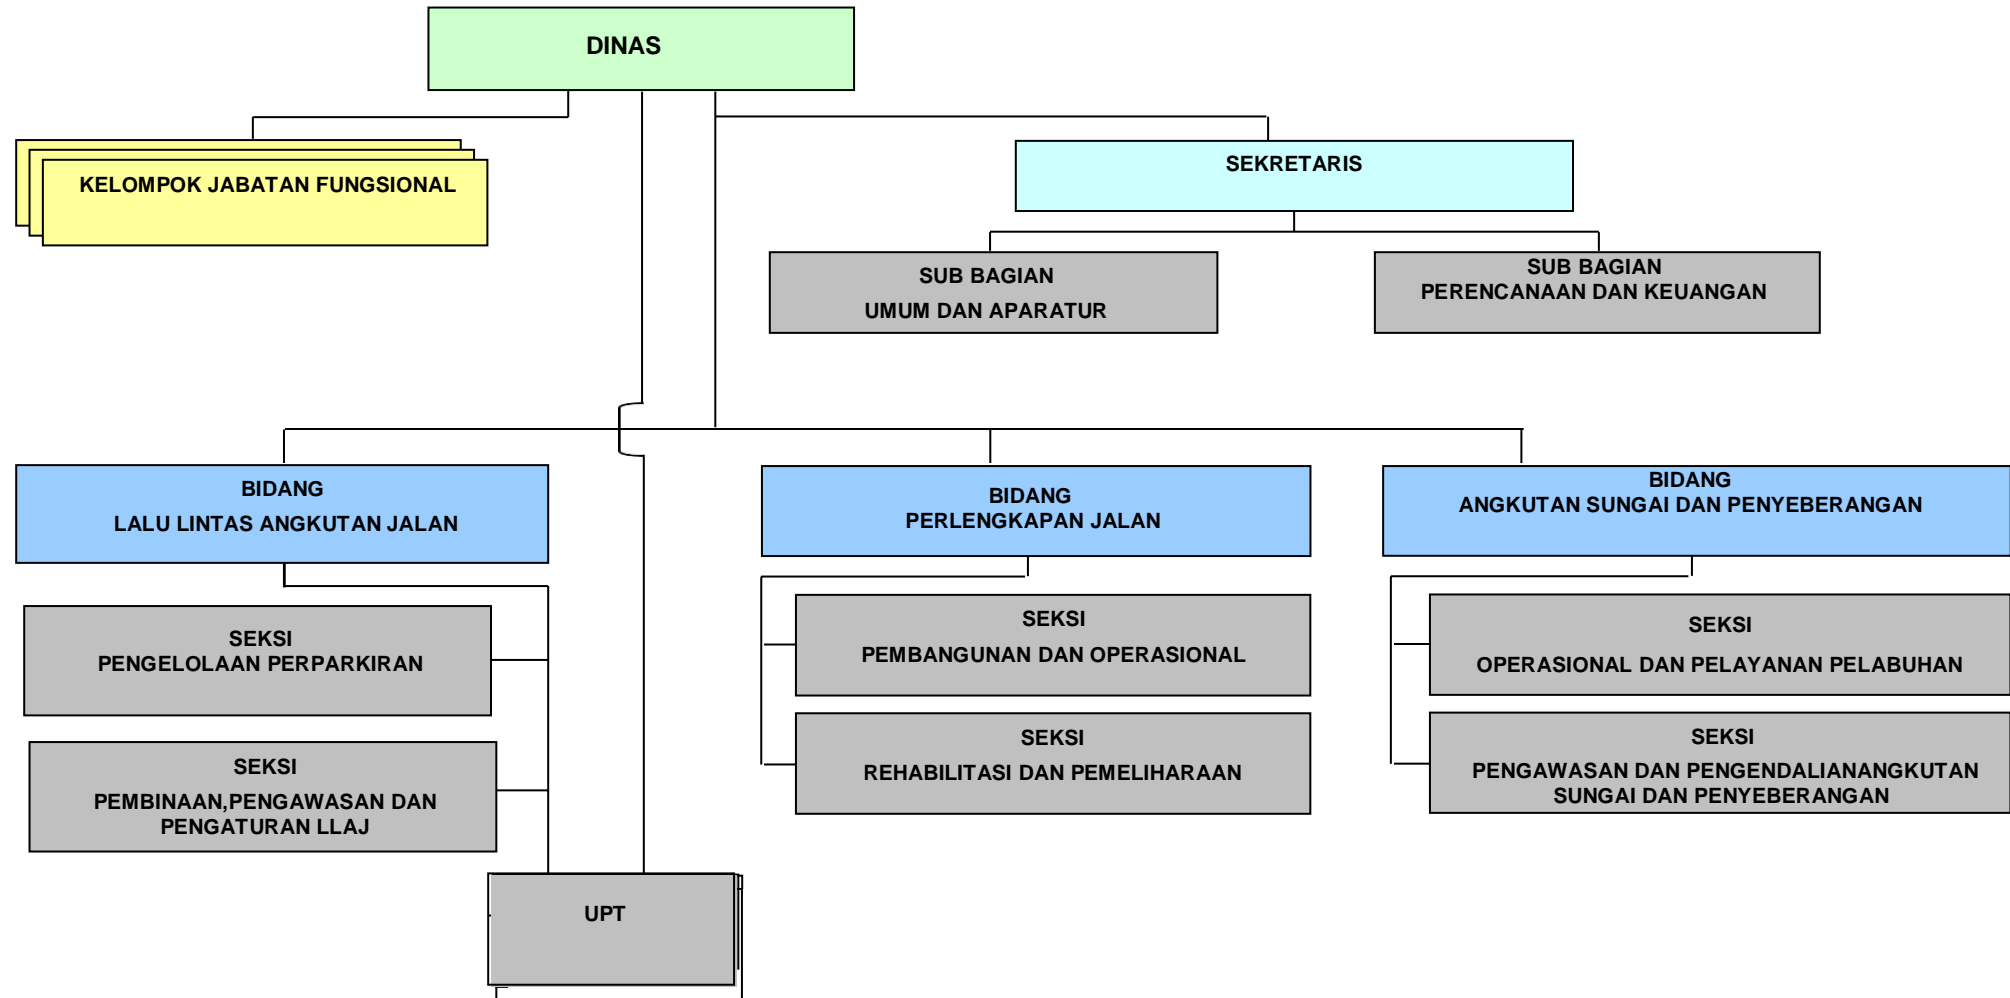 DINAS
KELOMPOK JABATAN FUNGSIONAL
SEKRETARIS
SUB BAGIAN
UMUM DAN APARATUR
SUB BAGIAN
PERENCANAAN DAN KEUANGAN
BIDANG
LALU LINTAS ANGKUTAN JALAN
BIDANG
PERLENGKAPAN JALAN
BIDANG
ANGKUTAN SUNGAI DAN PENYEBERANGAN
SEKSI
PENGELOLAAN PERPARKIRAN
SEKSI
PEMBANGUNAN DAN OPERASIONAL
SEKSI
OPERASIONAL DAN PELAYANAN PELABUHAN
SEKSI
PEMBINAAN,PENGAWASAN DAN
PENGATURAN LLAJ
SEKSI
REHABILITASI DAN PEMELIHARAAN
SEKSI
PENGAWASAN DAN PENGENDALIANANGKUTAN
SUNGAI DAN PENYEBERANGAN
UPT